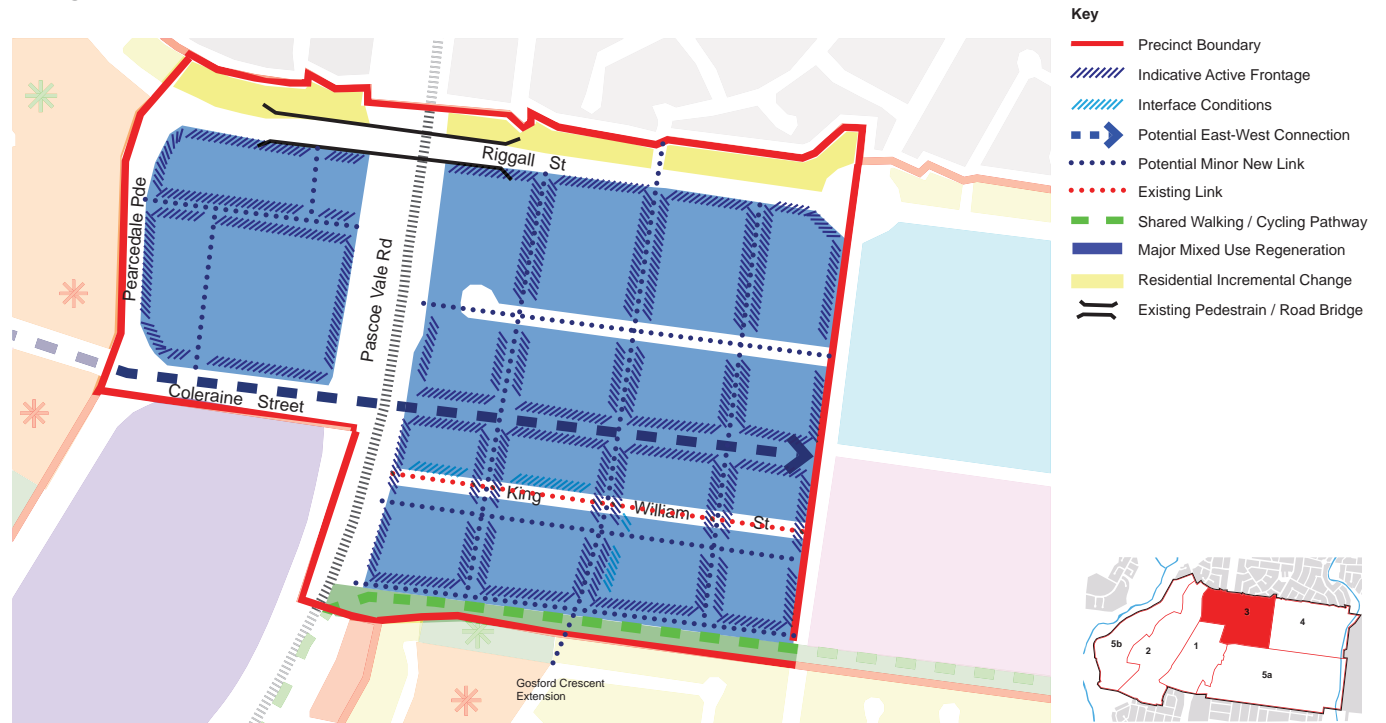 Key
Precinct Boundary
Indicative Active Frontage
Interface Conditions
Potential East-West Connection
Potential Minor New Link
Existing Link
Shared Walking / Cycling Pathway
Major Mixed Use Regeneration
Residential Incremental Change
Existing Pedestrain / Road Bridge
Riggall St
Pearcedale Pde
Pascoe Vale Rd
Coleraine Street
King William St
Gosford Crescent
Extension
3
4
5b
2
1
5a